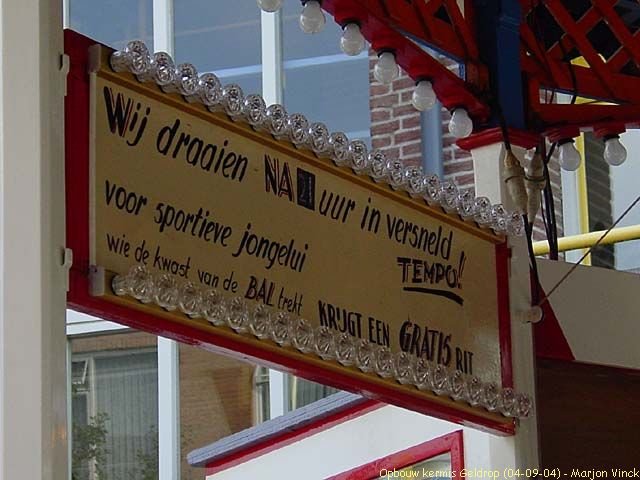 Wij draaien NA uur in versneld TEMPO!!
voor sportieve jongelui
wie de kwast van de BAL trekt KRIJGT EEN GRATIS RIT
Opbouw kermis Geldrop (04-09-04) - Marjon Vinck